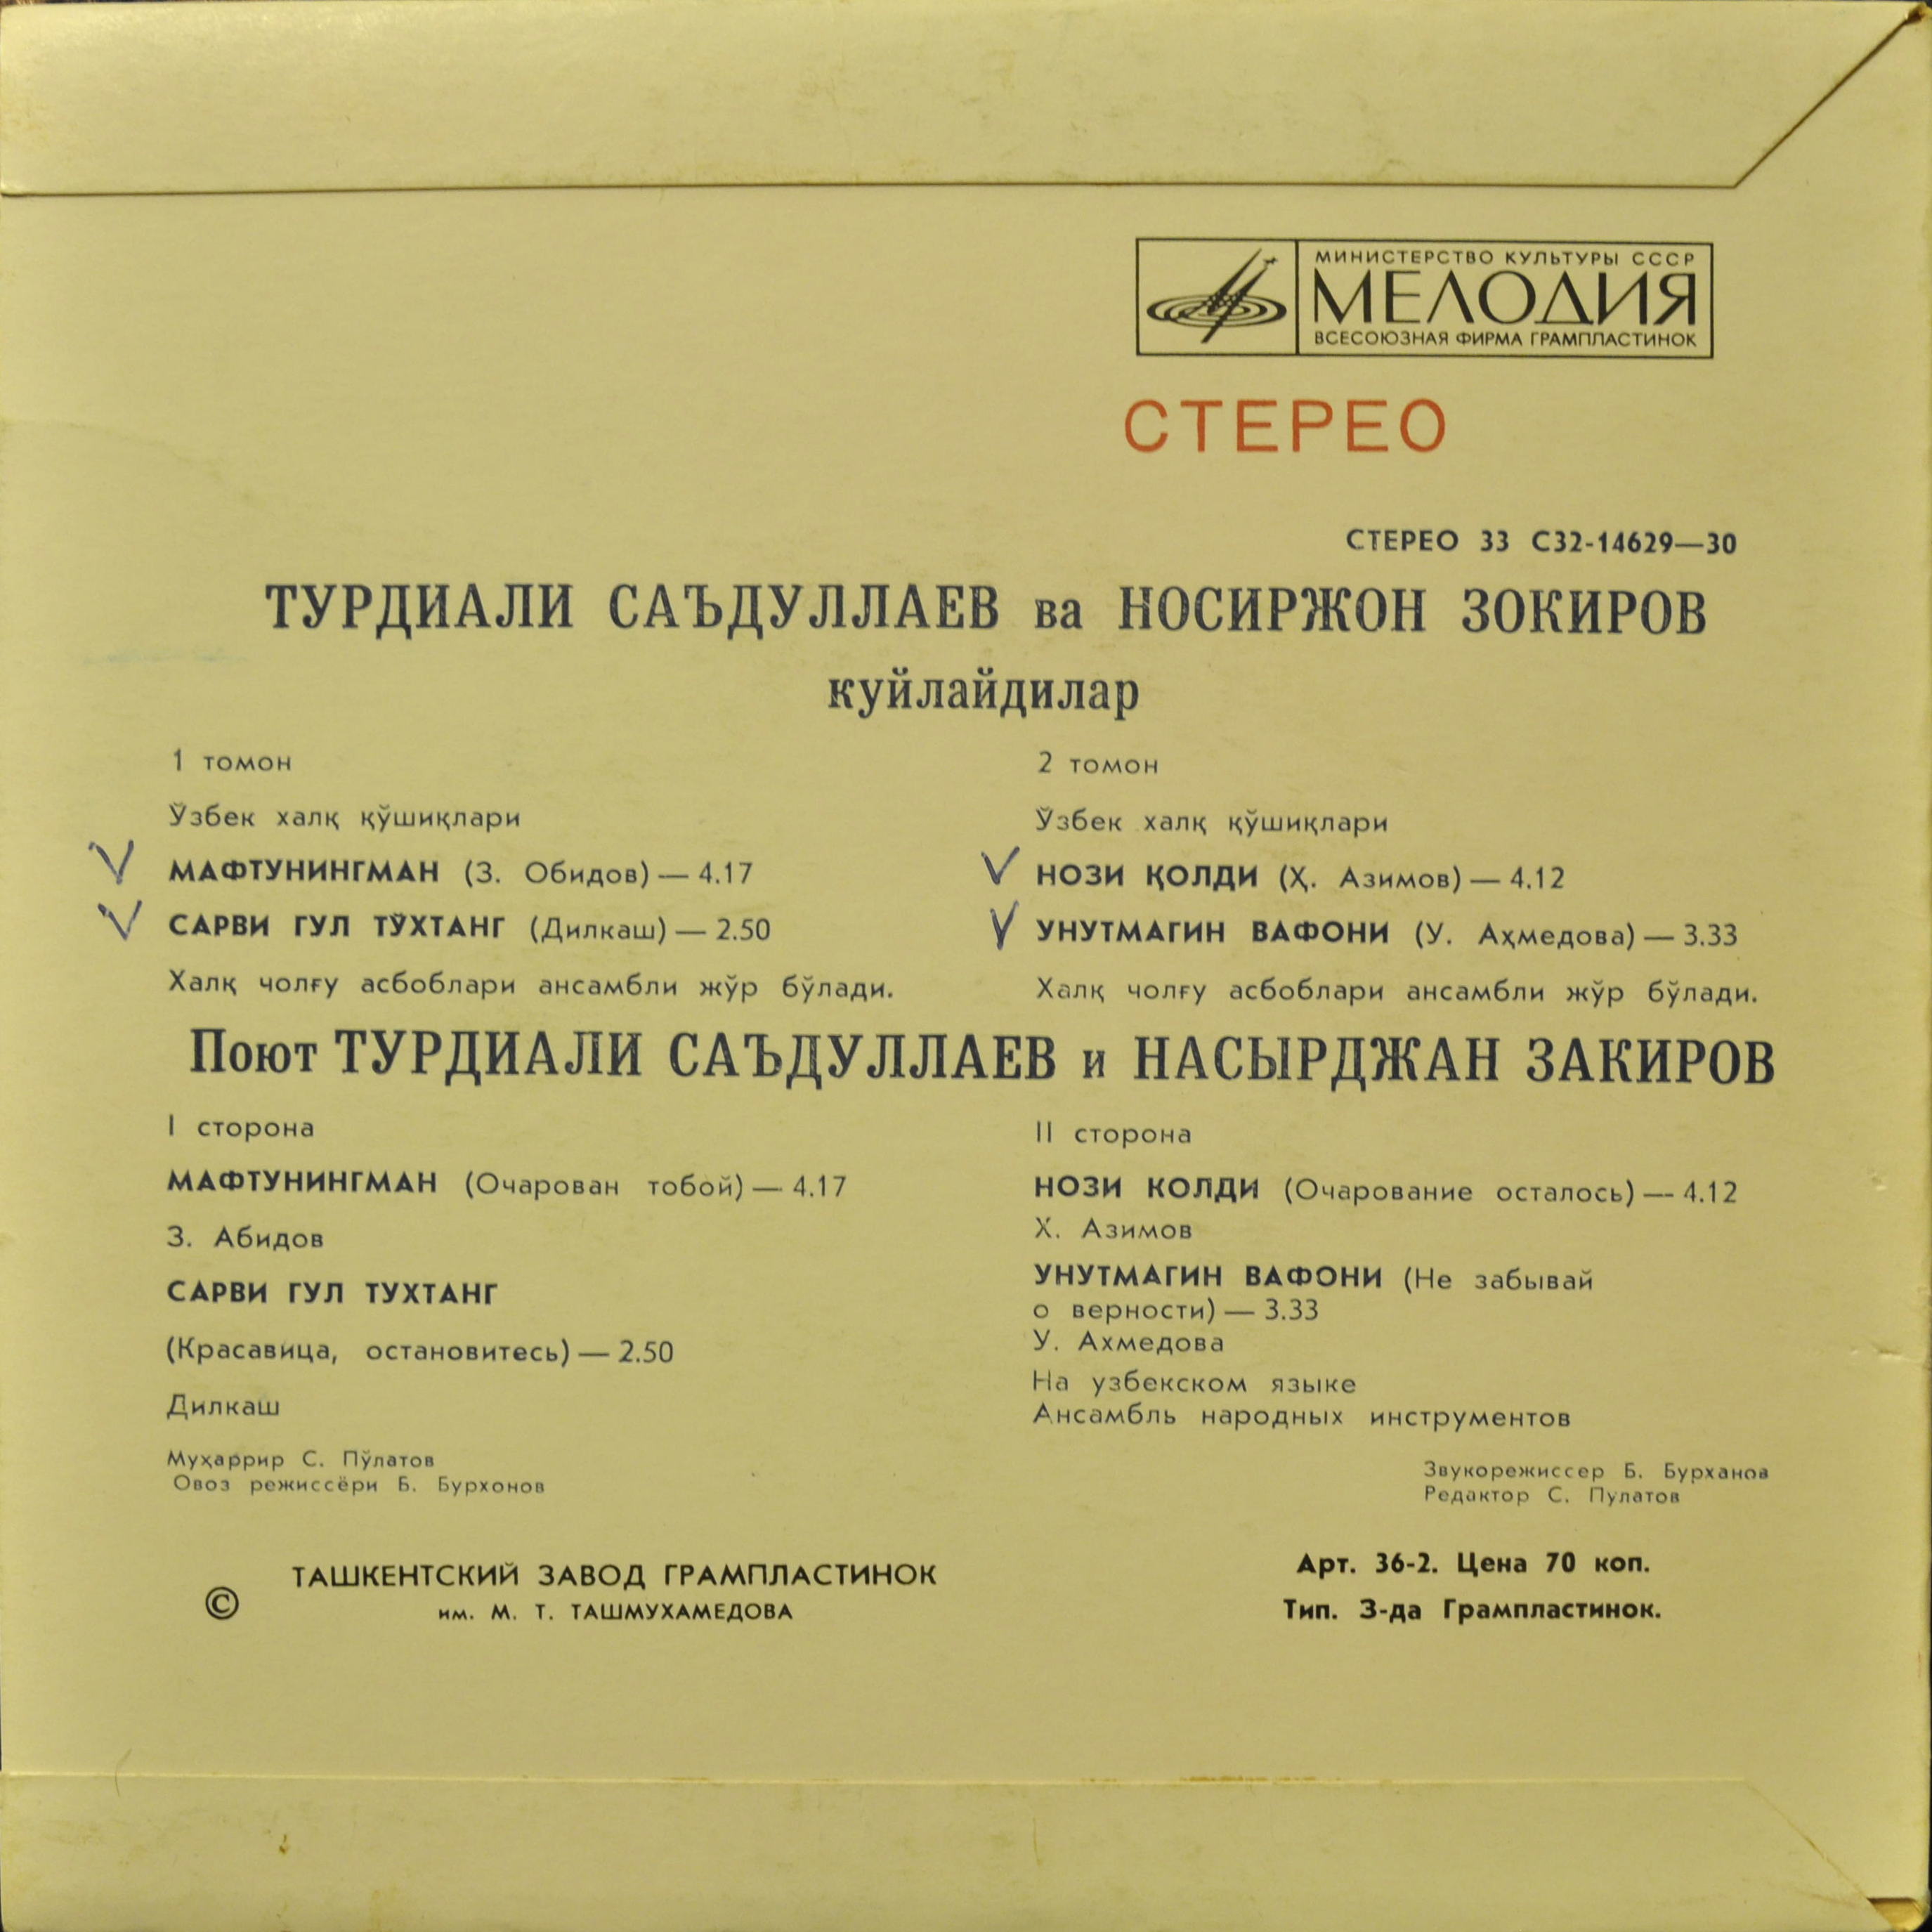 МИНИСТЕРСТВО КУЛЬТУРЫ СССР
МЕЛОДИЯ
ВСЕСОЮЗНАЯ ФИРМА ГРАМПЛАСТИНОК
СТЕРЕО
СТЕРЕО 33 С32-14629—30
ТУРДИАЛИ САЪДУЛЛАЕВ ва НОСИРЖОН ЗОКИРОВ
куйлайдилар
1 томон
Ўзбек халқ қўшиқлари
МАФТУНИНГМАН (З. Обидов) — 4.17
САРВИ ГУЛ ТЎХТАНГ (Дилкаш) — 2.50
Халқ чолғу асбоблари ансамбли жўр бўлади.
2 томон
Ўзбек халқ қўшиқлари
НОЗИ ҚОЛДИ (Ҳ. Азимов) — 4.12
УНУТМАГИН ВАФОНИ (У. Аҳмедова) — 3.33
Халқ чолғу асбоблари ансамбли жўр бўлади.
Поют ТУРДИАЛИ САЪДУЛЛАЕВ и НАСЫРДЖАН ЗАКИРОВ
I сторона
МАФТУНИНГМАН (Очарован тобой) — 4.17
З. Абидов
САРВИ ГУЛ ТУХТАНГ
(Красавица, остановитесь) — 2.50
Дилкаш
Муҳаррир С. Пўлатов
Овоз режиссёри Б. Бурхонов
II сторона
НОЗИ КОЛДИ (Очарование осталось) — 4.12
Х. Азимов
УНУТМАГИН ВАФОНИ (Не забывай
о верности) — 3.33
У. Ахмедова
На узбекском языке
Ансамбль народных инструментов
Звукорежиссер Б. Бурханов
Редактор С. Пулатов
© ТАШКЕНТСКИЙ ЗАВОД ГРАМПЛАСТИНОК
им. М. Т. ТАШМУХАМЕДОВА
Арт. 36-2. Цена 70 коп.
Тип. З-да Грампластинок.